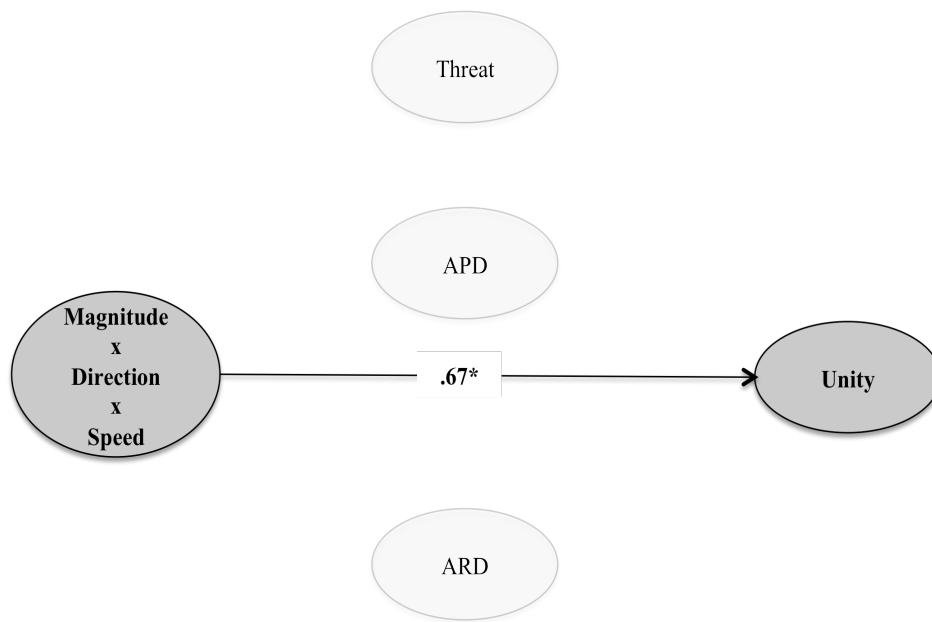 Threat
APD
Magnitude
x
Direction
x
Speed
.67*
Unity
ARD